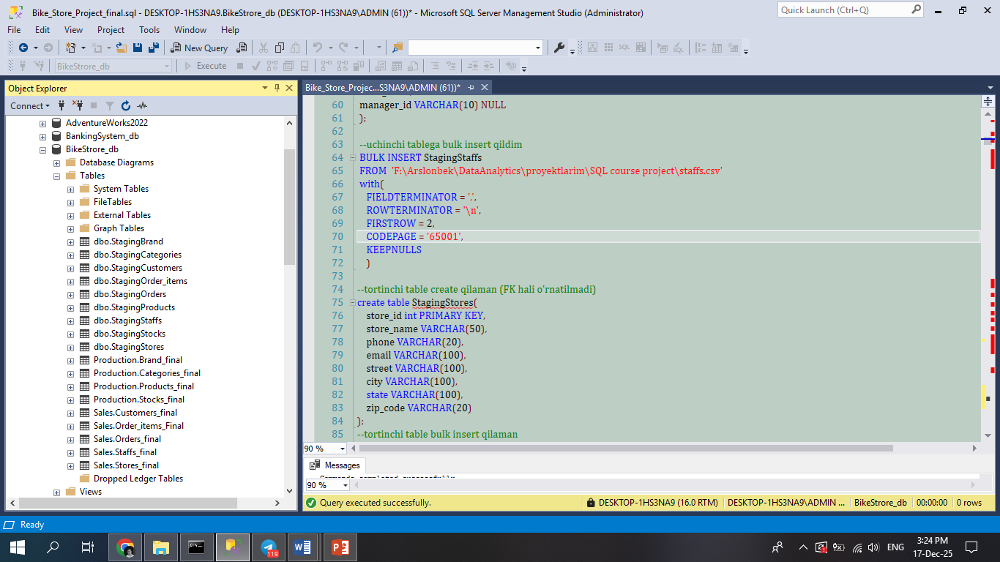 Bike_Store_Project_final.sql - DESKTOP-1HS3NA9.BikeStrore_db (DESKTOP-1HS3NA9\ADMIN (61))* - Microsoft SQL Server Management Studio (Administrator)
Quick Launch (Ctrl+Q)
File Edit View Project Tools Window Help
New Query
BikeStrore_db
Execute
Object Explorer
Connect
AdventureWorks2022
BankingSystem_db
BikeStrore_db
Database Diagrams
Tables
System Tables
FileTables
External Tables
Graph Tables
dbo.StagingBrand
dbo.StagingCategories
dbo.StagingCustomers
dbo.StagingOrder_items
dbo.StagingOrders
dbo.StagingProducts
dbo.StagingStaffs
dbo.StagingStocks
dbo.StagingStores
Production.Brand_final
Production.Categories_final
Production.Products_final
Production.Stocks_final
Sales.Customers_final
Sales.Order_items_Final
Sales.Orders_final
Sales.Staffs_final
Sales.Stores_final
Dropped Ledger Tables
Views
Bike_Store_Projec...S3NA9\ADMIN (61))*
60 manager_id VARCHAR(10) NULL
61 );
62
63 --uchinchi tablega bulk insert qildim
64 BULK INSERT StagingStaffs
65 FROM 'F:\Arslonbek\DataAnalytics\proyektlarim\SQL course project\staffs.csv'
66 with(
67 FIELDTERMINATOR = ',',
68 ROWTERMINATOR = '\n',
69 FIRSTROW = 2,
70 CODEPAGE = '65001',
71 KEEPNULLS
72 )
73
74 --tortinchi table create qilaman (FK hali o'rnatilmadi)
75 create table StagingStores(
76 store_id int PRIMARY KEY,
77 store_name VARCHAR(50),
78 phone VARCHAR(20),
79 email VARCHAR(100),
80 street VARCHAR(100),
81 city VARCHAR(100),
82 state VARCHAR(100),
83 zip_code VARCHAR(20)
84 );
85 --tortinchi table bulk insert qilaman
90 %
Messages
90 %
Query executed successfully.
DESKTOP-1HS3NA9 (16.0 RTM)
DESKTOP-1HS3NA9\ADMIN ...
BikeStrore_db
00:00:00
0 rows
Ready
119
ENG
3:24 PM
17-Dec-25